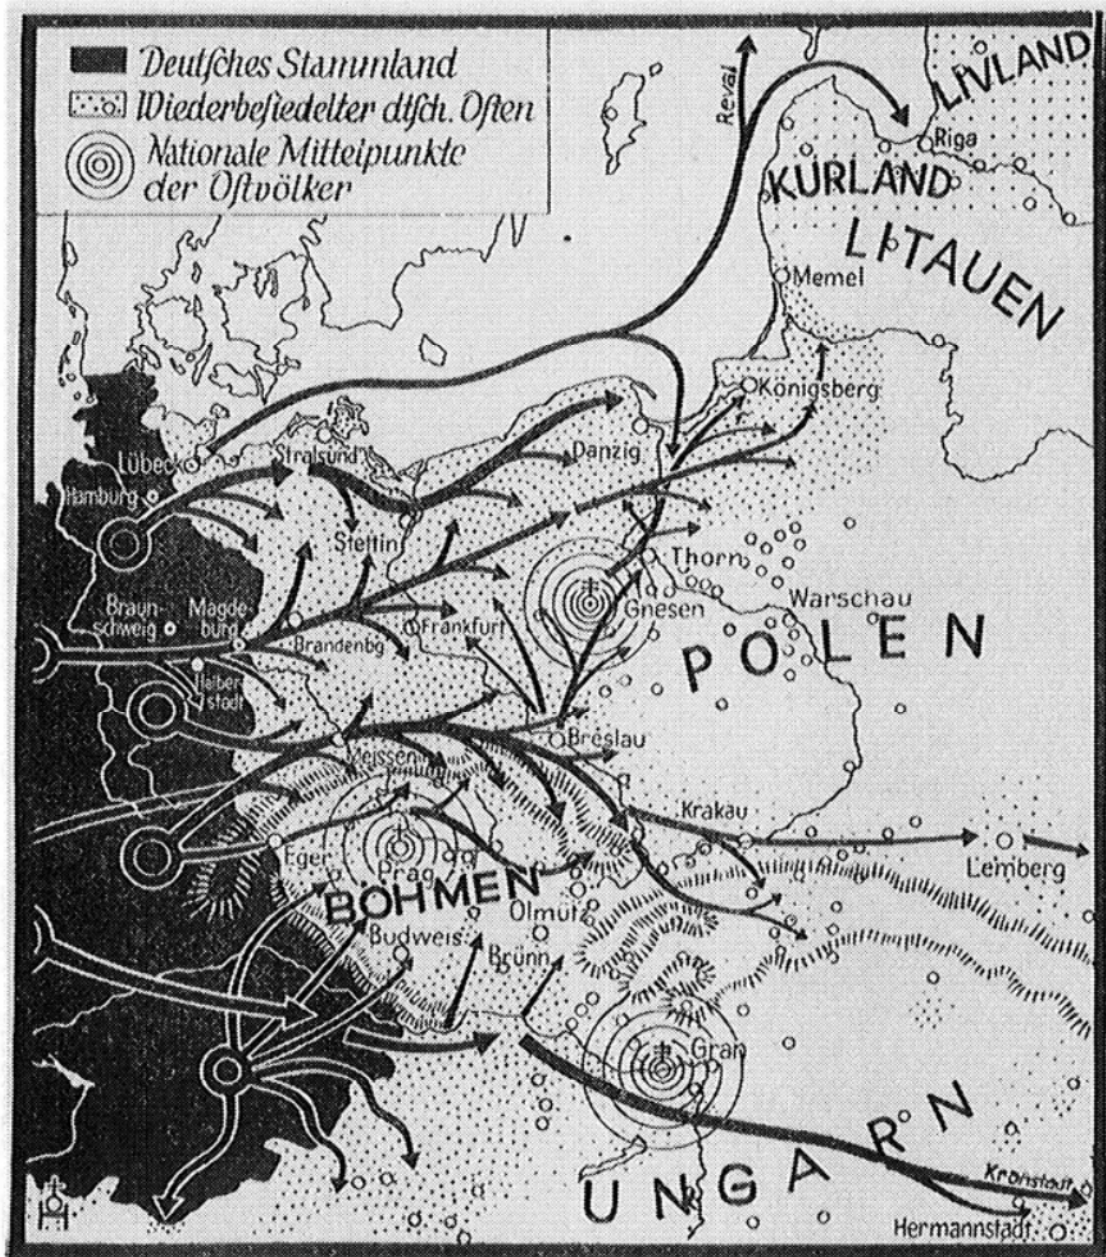 Deutsches Stammland
Wiederbesiedelter dtsch. Osten
Nationale Mittelpunkte
der Ostvölker
Reval
LIVLAND
Riga
KURLAND
LITAUEN
Memel
Königsberg
Danzig
Lübeck
Stralsund
Hamburg
Stettin
Thorn
Gnesen
Warschau
POLEN
Braun-
schweig
Magde-
burg
Brandenbg
Frankfurt
Halber-
stadt
Meissen
Breslau
Krakau
Lemberg
Eger
Prag
BÖHMEN
Olmütz
Budweis
Brünn
Gran
UNGARN
Kronstadt
Hermannstadt